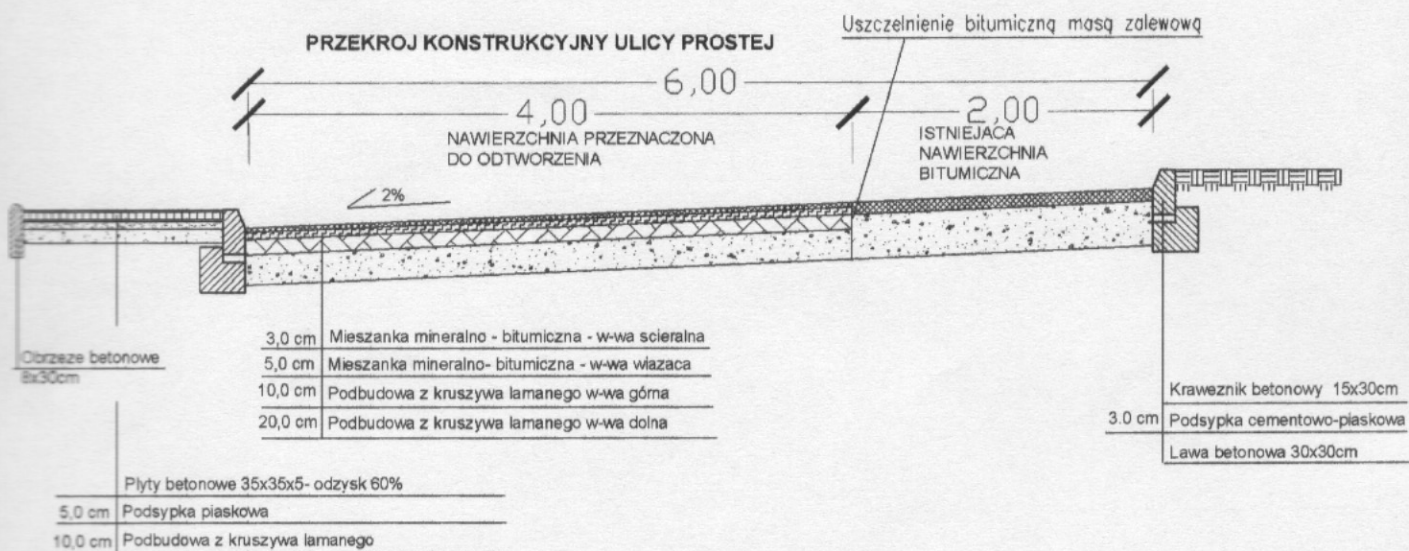 Uszczelnienie bitumiczną masą zalewową
PRZEKROJ KONSTRUKCYJNY ULICY PROSTEJ
6,00
4,00
2,00
NAWIERZCHNIA PRZEZNACZONA
DO ODTWORZENIA
ISTNIEJACA
NAWIERZCHNIA
BITUMICZNA
2%
3,0 cm Mieszanka mineralno - bitumiczna - w-wa scieralna
5,0 cm Mieszanka mineralno- bitumiczna - w-wa wiazaca
10,0 cm Podbudowa z kruszywa lamanego w-wa górna
20,0 cm Podbudowa z kruszywa lamanego w-wa dolna
Obrzeze betonowe
8x30cm
Kraweznik betonowy 15x30cm
3.0 cm Podsypka cementowo-piaskowa
Lawa betonowa 30x30cm
Plyty betonowe 35x35x5- odzysk 60%
5,0 cm Podsypka piaskowa
10,0 cm Podbudowa z kruszywa lamanego